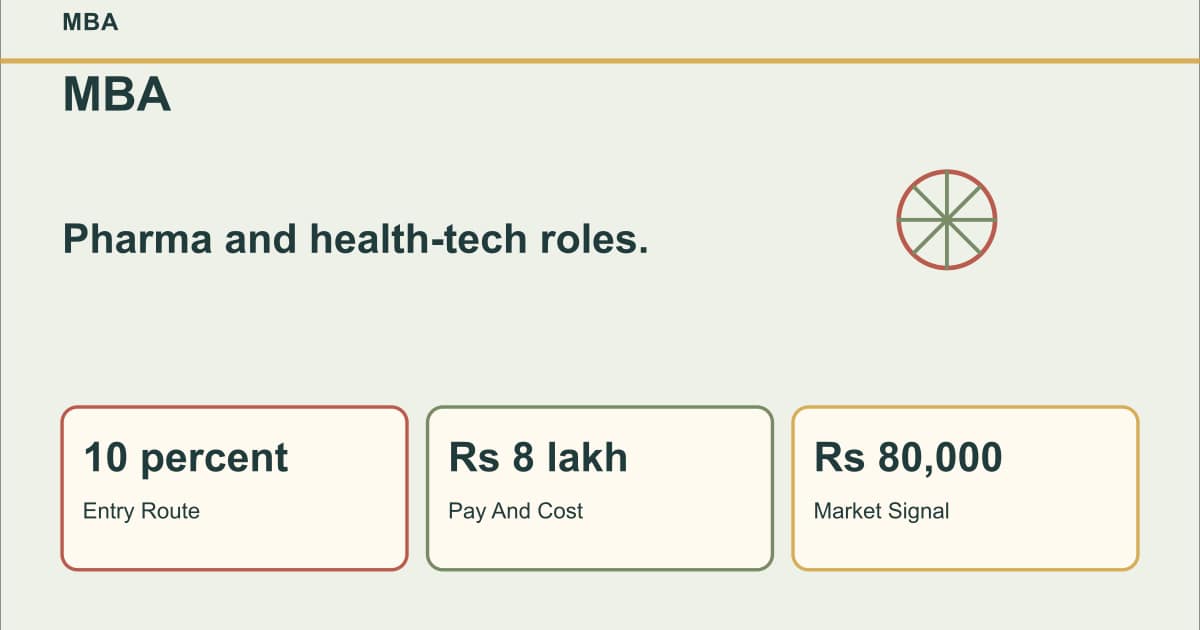 MBA
MBA
Pharma and health-tech roles.
10 percent
Entry Route
Rs 8 lakh
Pay And Cost
Rs 80,000
Market Signal